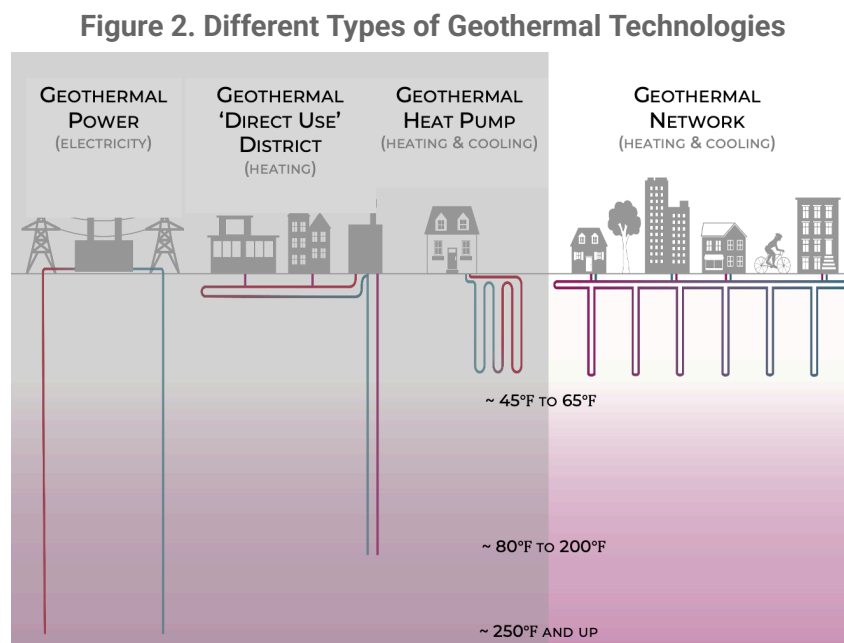 Figure 2. Different Types of Geothermal Technologies
GEOTHERMAL
POWER
(ELECTRICITY)
GEOTHERMAL
‘DIRECT USE’
DISTRICT
(HEATING)
GEOTHERMAL
HEAT PUMP
(HEATING & COOLING)
GEOTHERMAL
NETWORK
(HEATING & COOLING)
~ 45°F TO 65°F
~ 80°F TO 200°F
~ 250°F AND UP